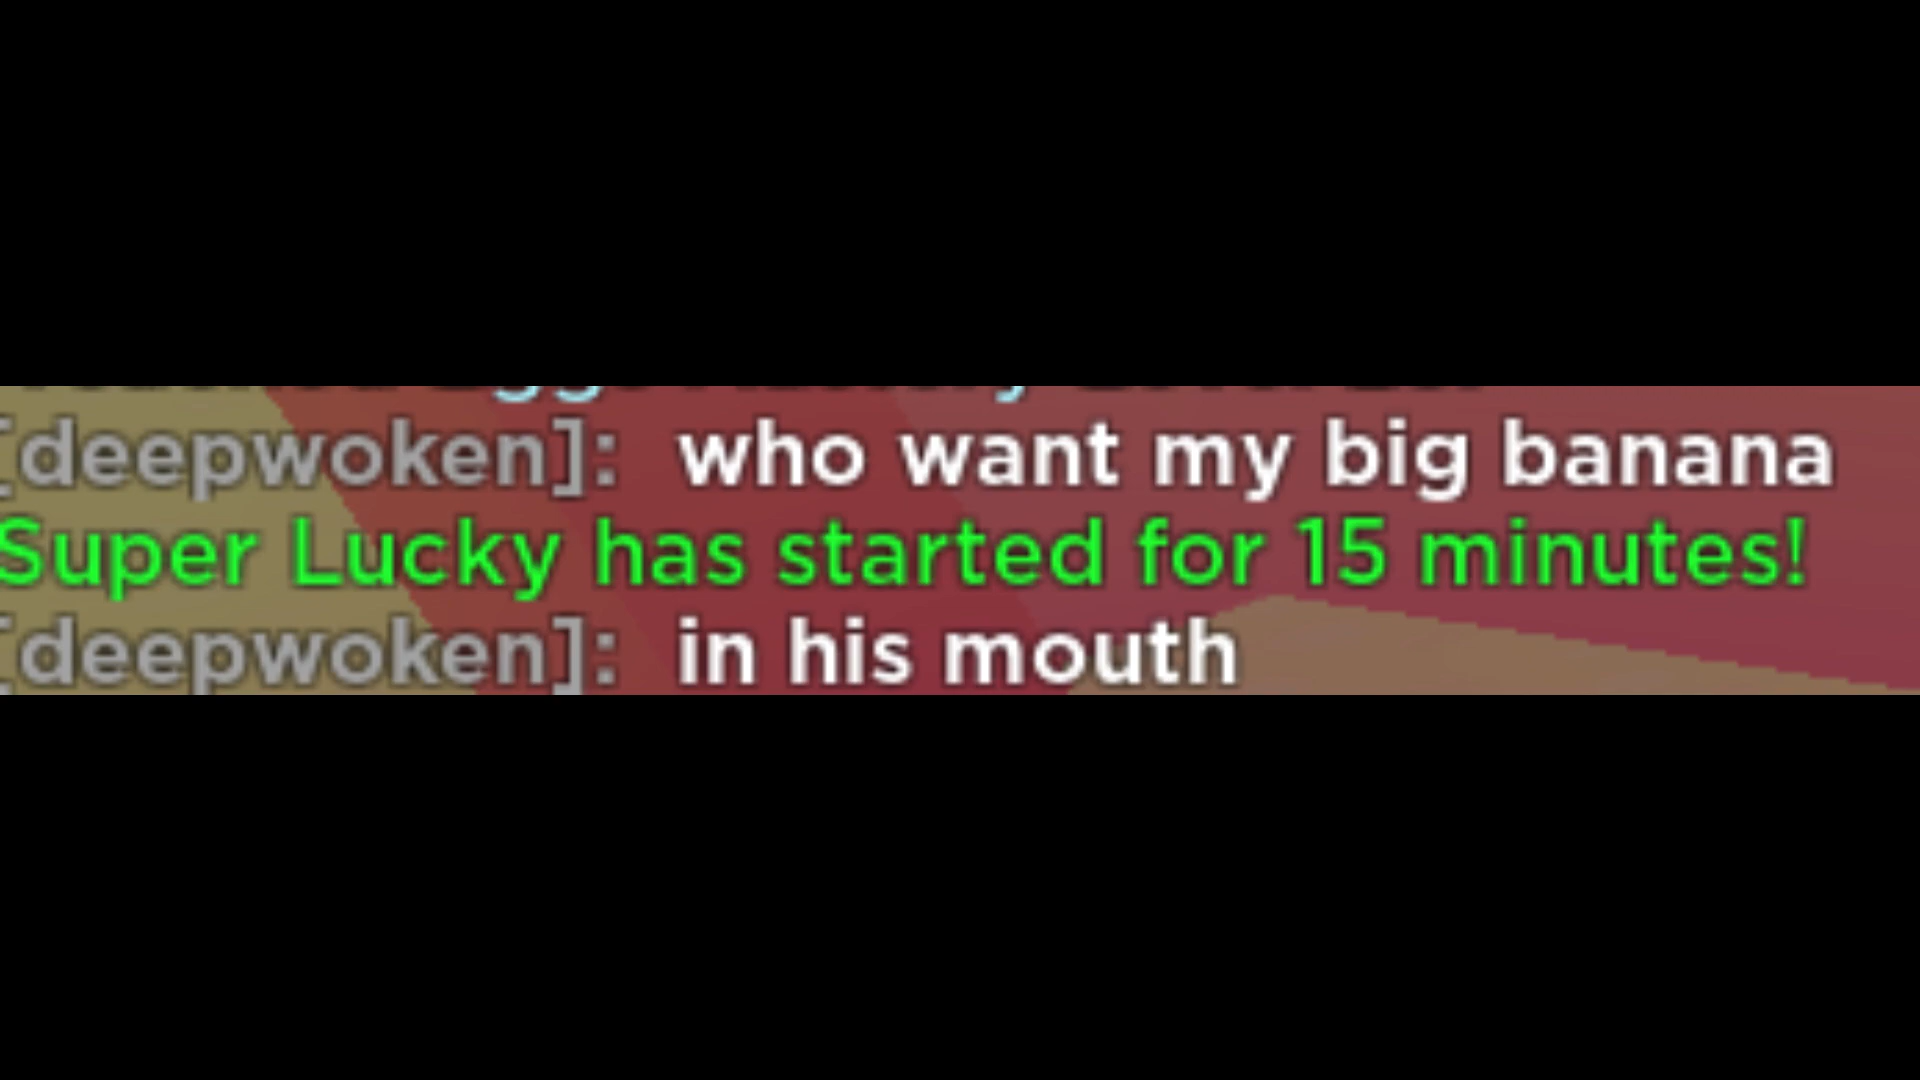 [deepwoken]: who want my big banana
Super Lucky has started for 15 minutes!
[deepwoken]: in his mouth